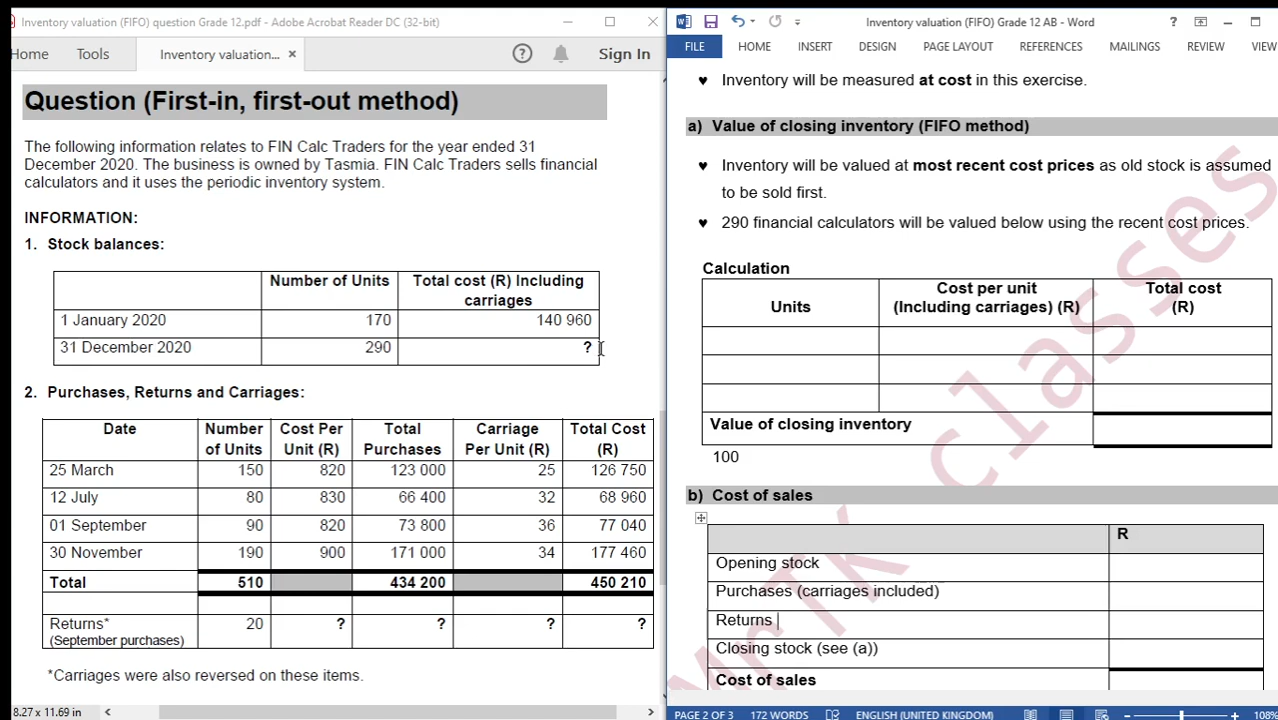 Inventory valuation (FIFO) question Grade 12.pdf - Adobe Acrobat Reader DC (32-bit)
Home Tools Inventory valuation... × Sign In
Question (First-in, first-out method)
The following information relates to FIN Calc Traders for the year ended 31
December 2020. The business is owned by Tasmia. FIN Calc Traders sells financial
calculators and it uses the periodic inventory system.
INFORMATION:
1. Stock balances:
Number of Units Total cost (R) Including
carriages
1 January 2020 170 140 960
31 December 2020 290 ?
2. Purchases, Returns and Carriages:
Date Number Cost Per Total Carriage Total Cost
of Units Unit (R) Purchases Per Unit (R) (R)
25 March 150 820 123 000 25 126 750
12 July 80 830 66 400 32 68 960
01 September 90 820 73 800 36 77 040
30 November 190 900 171 000 34 177 460
Total 510 434 200 450 210
Returns* 20 ? ? ? ?
(September purchases)
*Carriages were also reversed on these items.
8.27 x 11.69 in
Inventory valuation (FIFO) Grade 12 AB - Word
FILE HOME INSERT DESIGN PAGE LAYOUT REFERENCES MAILINGS REVIEW VIEW
♥ Inventory will be measured at cost in this exercise.
a) Value of closing inventory (FIFO method)
♥ Inventory will be valued at most recent cost prices as old stock is assumed
to be sold first.
♥ 290 financial calculators will be valued below using the recent cost prices.
Calculation
Units Cost per unit Total cost
(Including carriages) (R) (R)
Value of closing inventory
100
b) Cost of sales
R
Opening stock
Purchases (carriages included)
Returns
Closing stock (see (a))
Cost of sales
MrTK classes
PAGE 2 OF 3 172 WORDS ENGLISH (UNITED KINGDOM) 108%